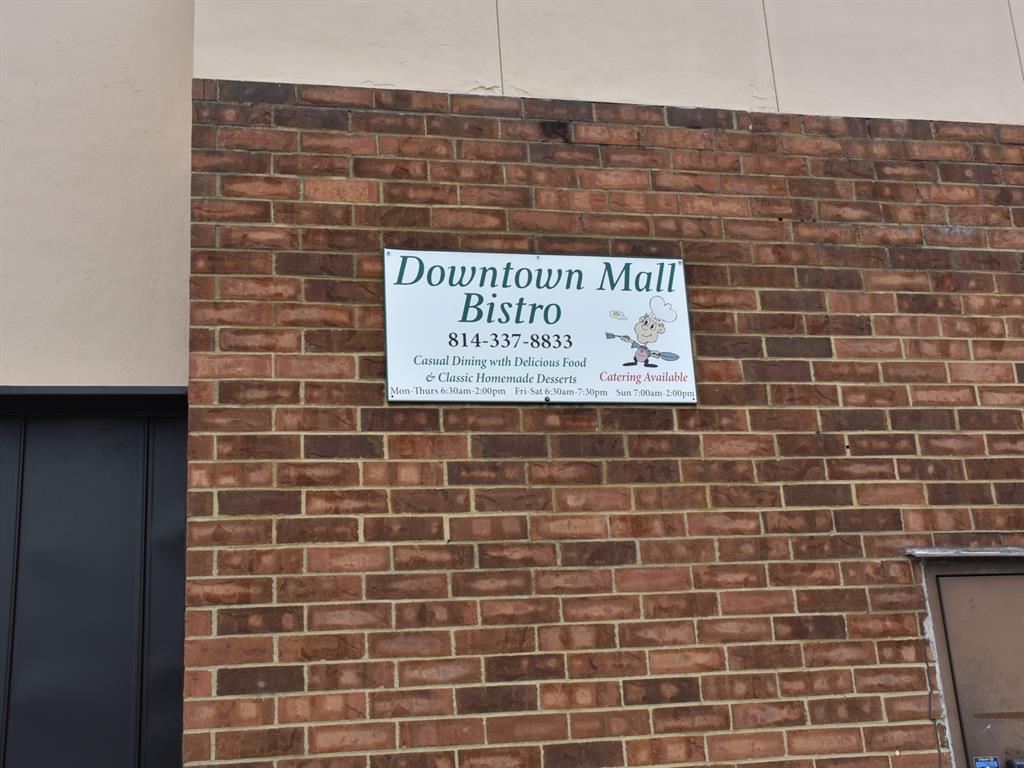 Downtown Mall
Bistro
814-337-8833
Casual Dining with Delicious Food
& Classic Homemade Desserts
Catering Available
Mon-Thurs 6:30am-2:00pm Fri-Sat 6:30am-7:30pm Sun 7:00am-2:00pm